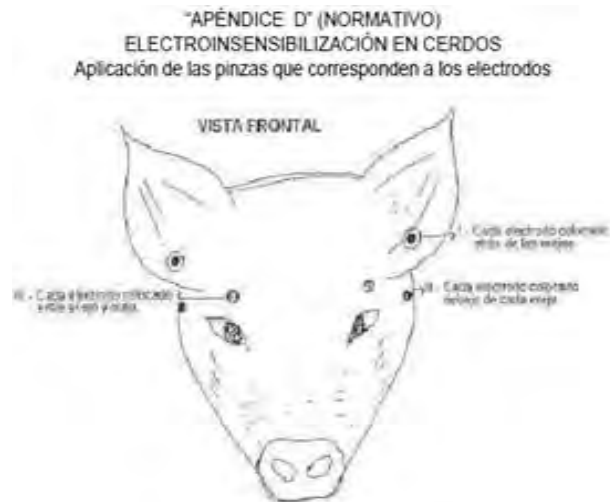 "APÉNDICE D" (NORMATIVO)
ELECTROINSENSIBILIZACIÓN EN CERDOS
Aplicación de las pinzas que corresponden a los electrodos
VISTA FRONTAL
I - Cada electrodo colocado
atrás de las orejas
III - Cada electrodo colocado
entre el ojo y oreja.
II - Cada electrodo colocado
debajo de cada oreja